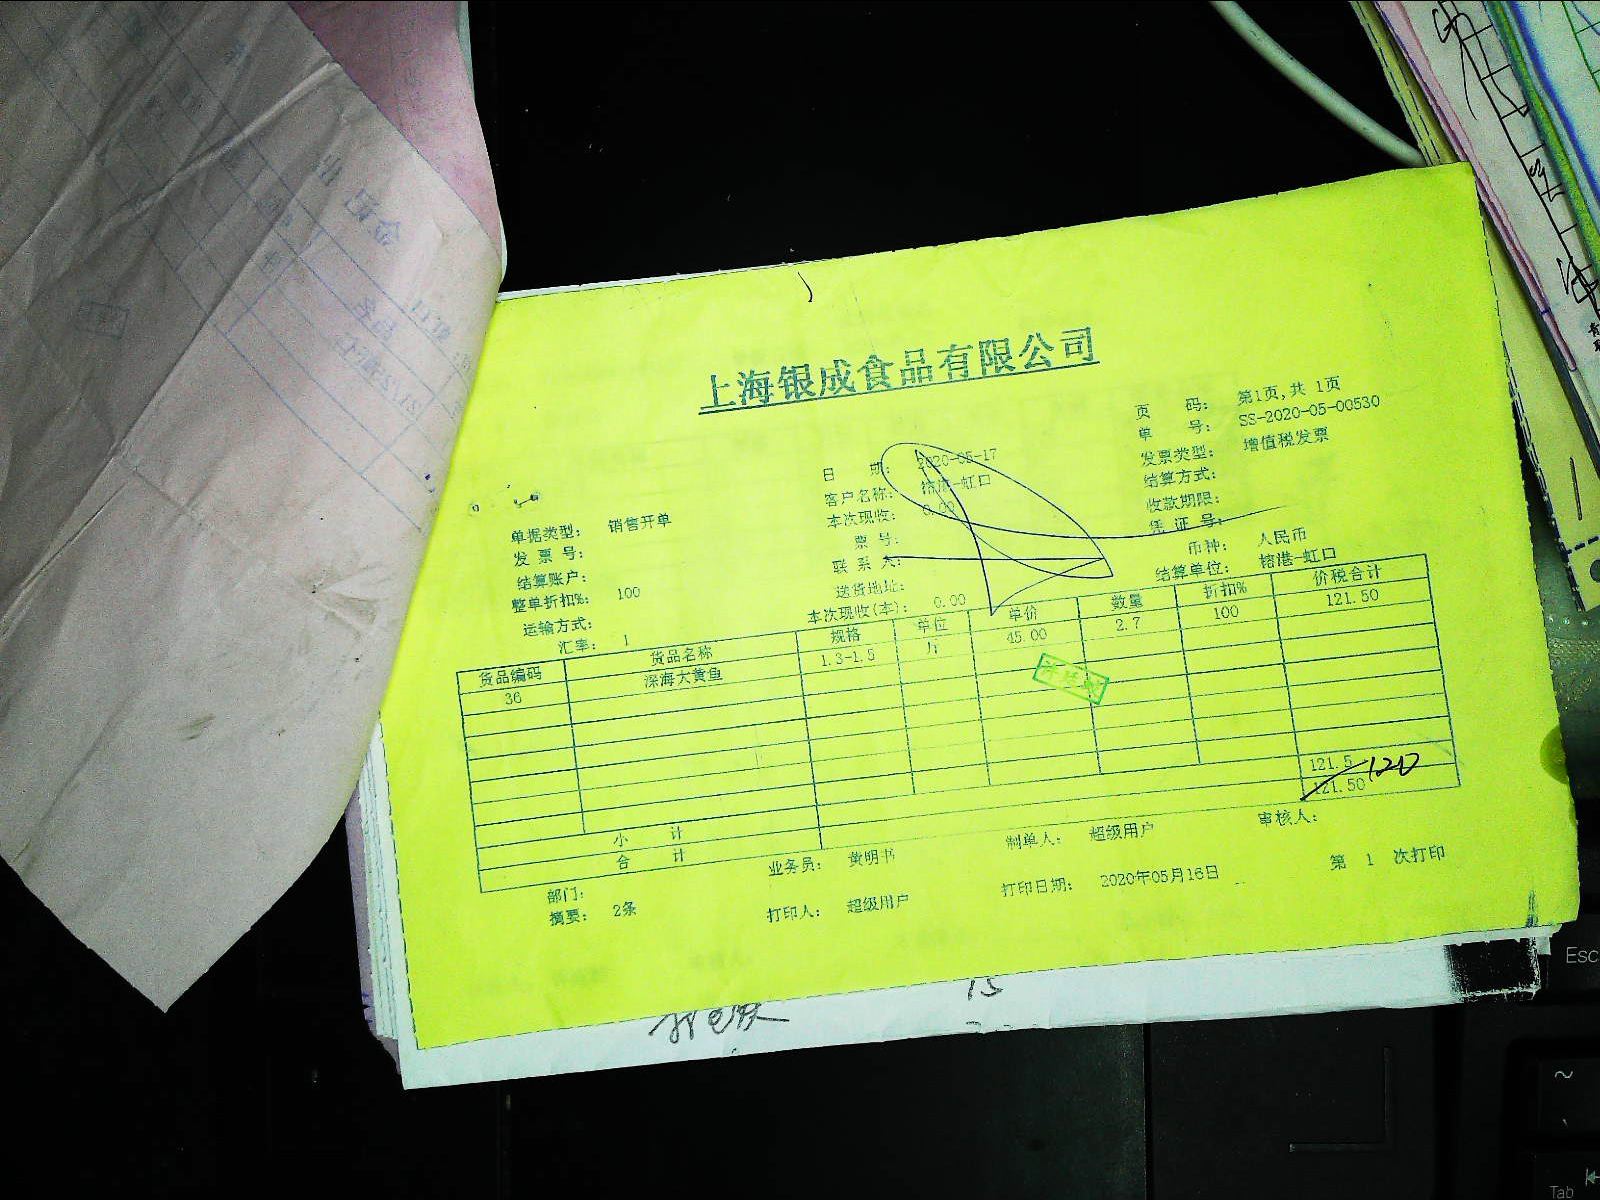 上海银成食品有限公司
页 码: 第1页,共 1页
单 号: SS-2020-05-00530
日 期: 2020-05-17
发票类型: 增值税发票
客户名称: 榕港-虹口
结算方式:
单据类型: 销售开单
本次现收: 0.00
收款期限:
发 票 号:
票 号:
凭 证 号:
结算账户:
联 系 人:
币种: 人民币
整单折扣%: 100
送货地址:
结算单位: 榕港-虹口
运输方式:
本次现收(本): 0.00
汇率: 1
货品编码 货品名称 规格 单位 单价 数量 折扣% 价税合计
36 深海大黄鱼 1.3-1.5 斤 45.00 2.7 100 121.50
小 计 121.5
合 计 121.50
120
部门:
业务员: 黄明书
制单人: 超级用户
审核人:
摘要: 2条
打印人: 超级用户
打印日期: 2020年05月16日
第 1 次打印
15
Esc
~
Tab